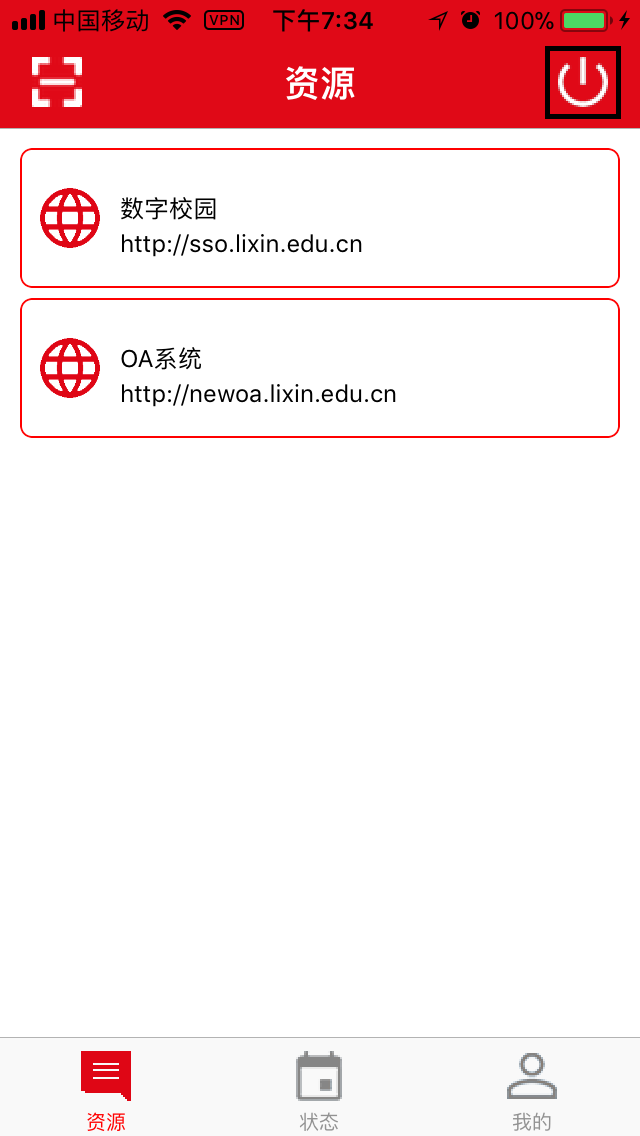 中国移动 VPN 下午7:34 100%
资源
数字校园
http://sso.lixin.edu.cn
OA系统
http://newoa.lixin.edu.cn
资源 状态 我的